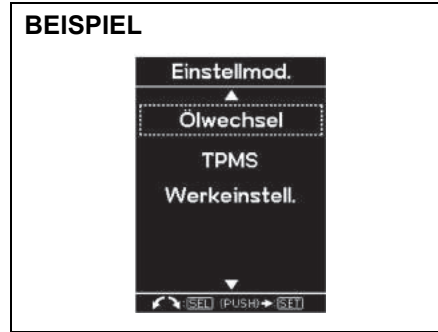 BEISPIEL
Einstellmod.
Ölwechsel
TPMS
Werkeinstell.
:SEL (PUSH)➔:SET